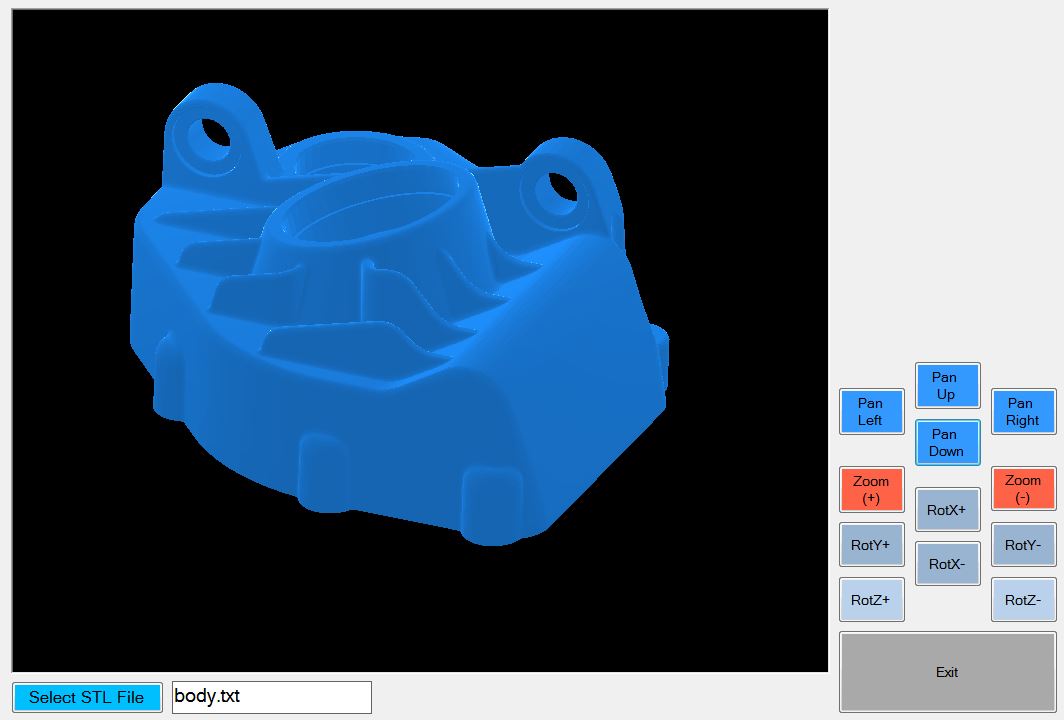 Pan
Up
Pan
Left
Pan
Right
Pan
Down
Zoom
(+)
Zoom
(-)
RotX+
RotY+
RotY-
RotX-
RotZ+
RotZ-
Exit
Select STL File
body.txt